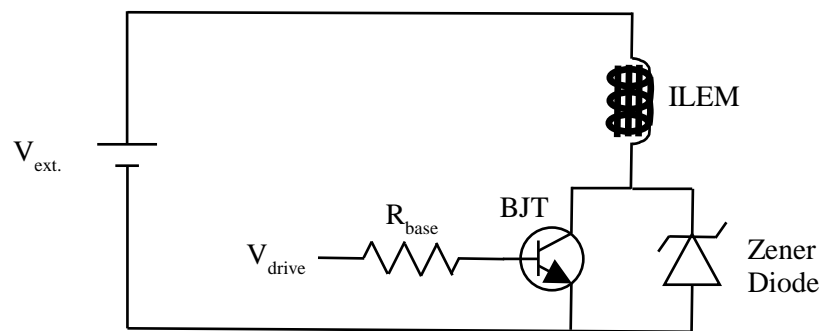 ILEM
V_ext.
BJT
R_base
V_drive
Zener
Diode